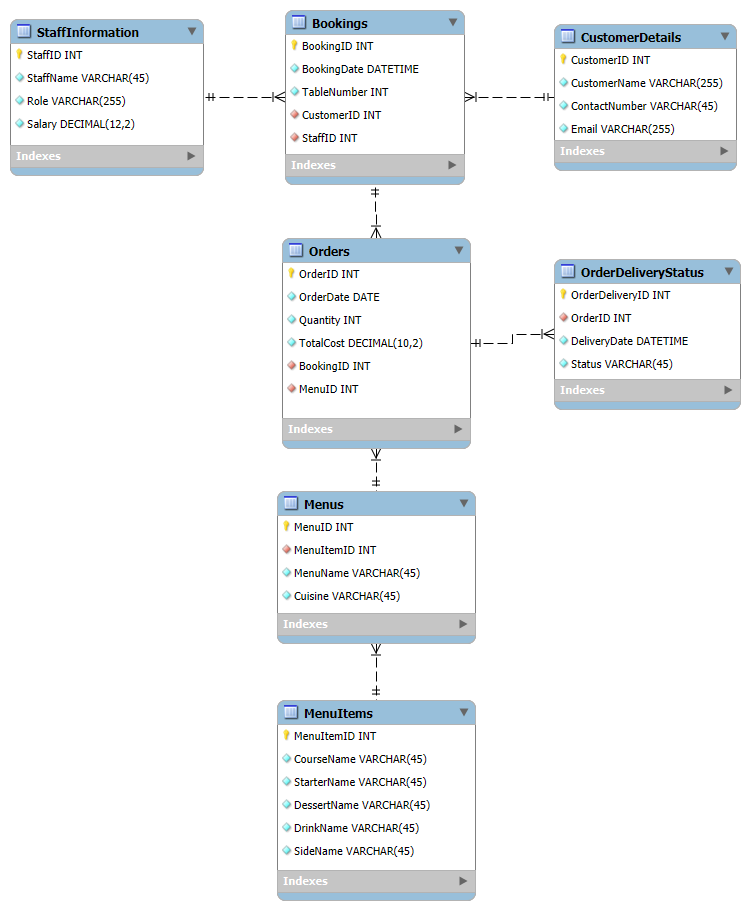 StaffInformation
StaffID INT
StaffName VARCHAR(45)
Role VARCHAR(255)
Salary DECIMAL(12,2)
Indexes
Bookings
BookingID INT
BookingDate DATETIME
TableNumber INT
CustomerID INT
StaffID INT
Indexes
CustomerDetails
CustomerID INT
CustomerName VARCHAR(255)
ContactNumber VARCHAR(45)
Email VARCHAR(255)
Indexes
Orders
OrderID INT
OrderDate DATE
Quantity INT
TotalCost DECIMAL(10,2)
BookingID INT
MenuID INT
Indexes
OrderDeliveryStatus
OrderDeliveryID INT
OrderID INT
DeliveryDate DATETIME
Status VARCHAR(45)
Indexes
Menus
MenuID INT
MenuItemID INT
MenuName VARCHAR(45)
Cuisine VARCHAR(45)
Indexes
MenuItems
MenuItemID INT
CourseName VARCHAR(45)
StarterName VARCHAR(45)
DessertName VARCHAR(45)
DrinkName VARCHAR(45)
SideName VARCHAR(45)
Indexes